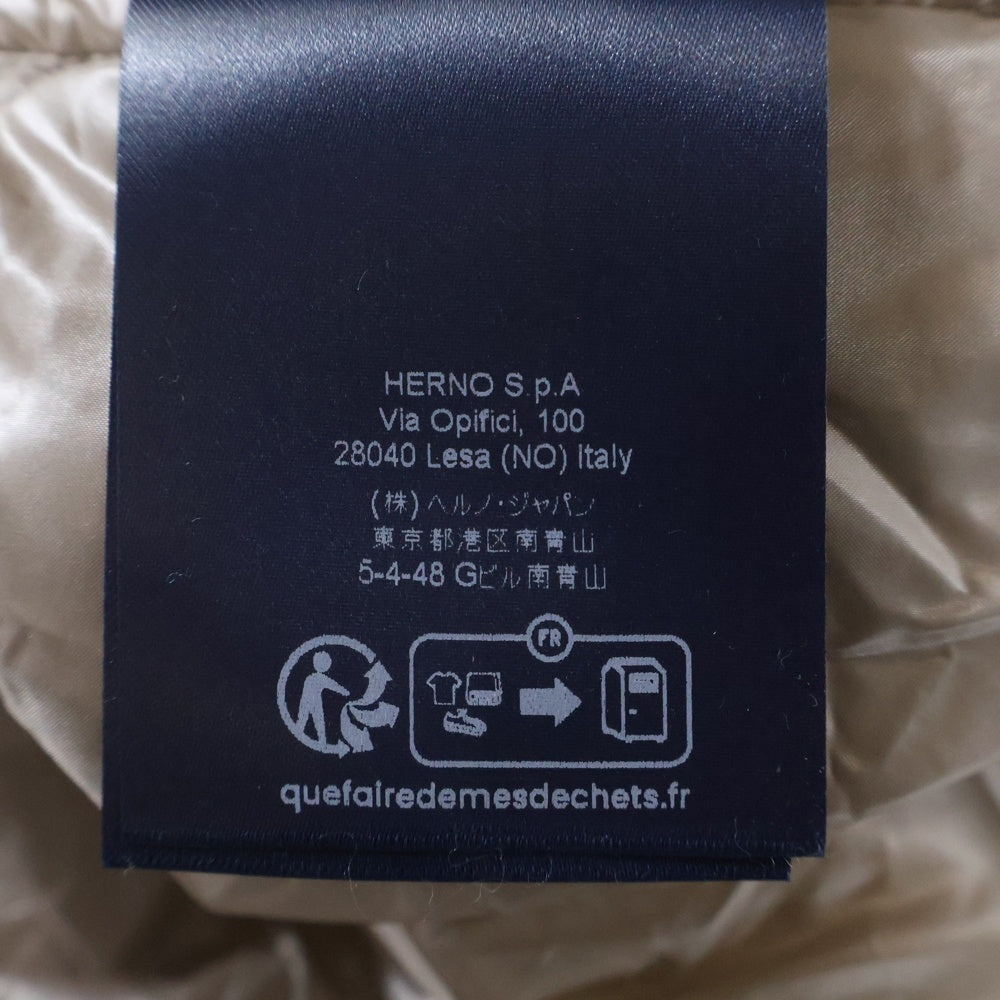 HERNO S.p.A
Via Opifici, 100
28040 Lesa (NO) Italy
(株)ヘルノ・ジャパン
東京都港区南青山
5-4-48 Gビル南青山
FR
quefairedemesdechets.fr